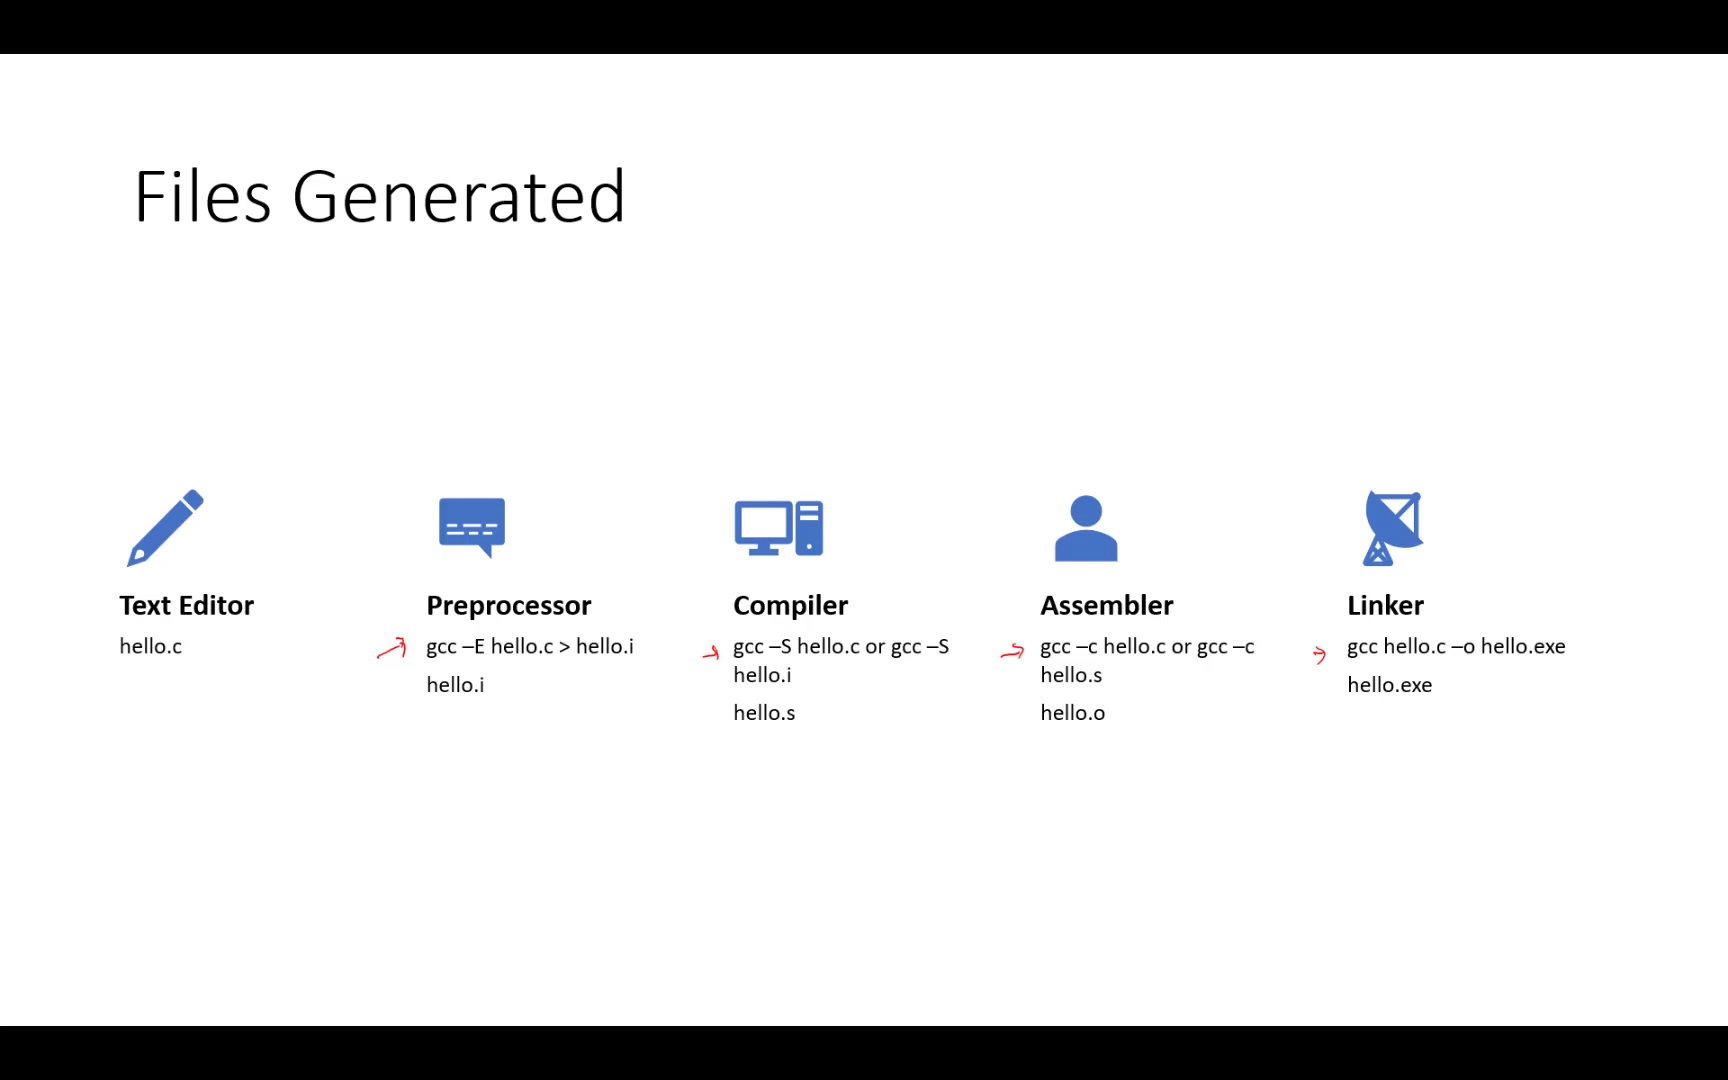 Files Generated
Text Editor
hello.c
Preprocessor
gcc –E hello.c > hello.i
hello.i
Compiler
gcc –S hello.c or gcc –S
hello.i
hello.s
Assembler
gcc –c hello.c or gcc –c
hello.s
hello.o
Linker
gcc hello.c –o hello.exe
hello.exe